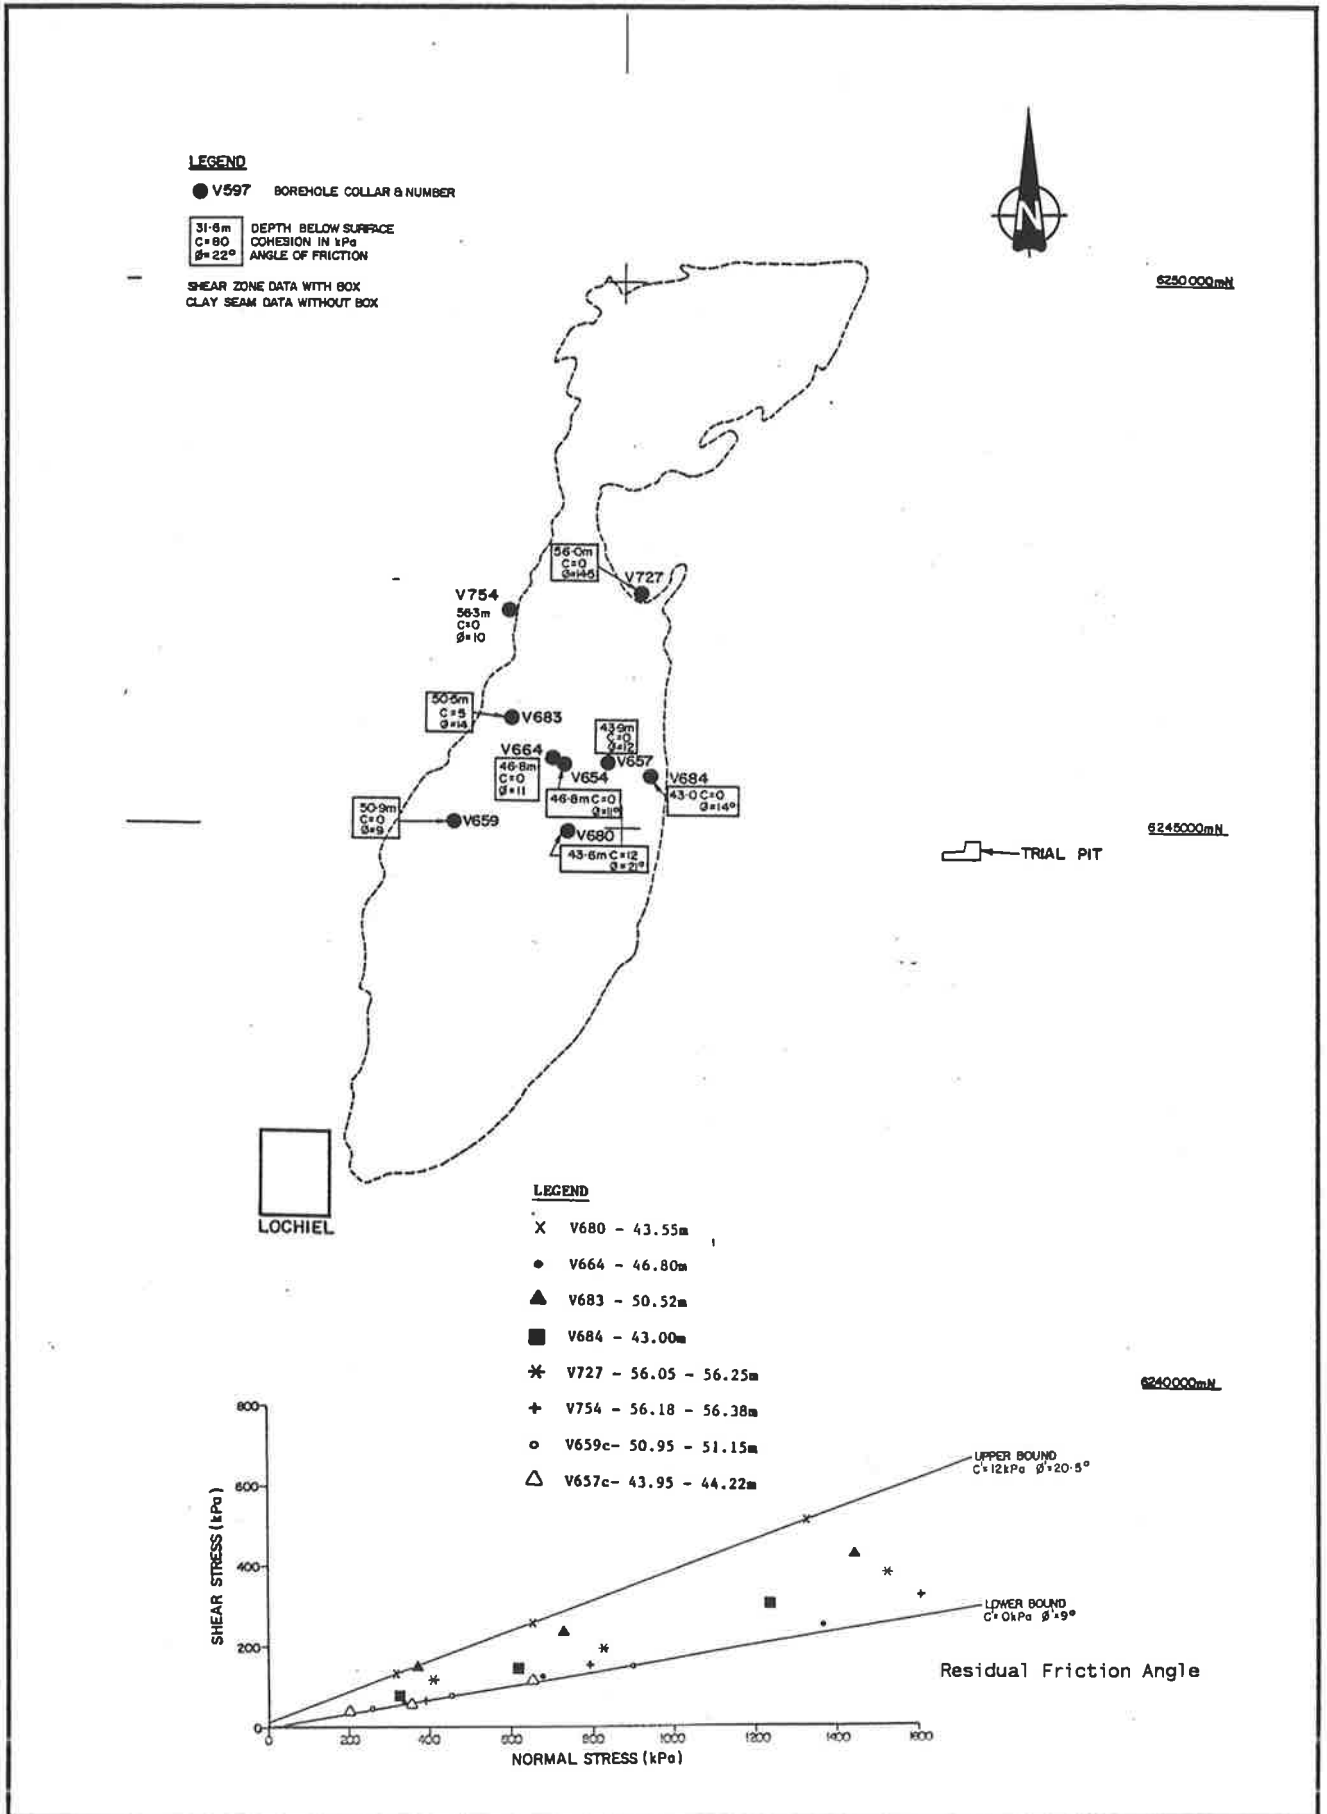 N
LEGEND
V597 BOREHOLE COLLAR & NUMBER
31·6m DEPTH BELOW SURFACE
C=80 COHESION IN kPa
Ø=22° ANGLE OF FRICTION
SHEAR ZONE DATA WITH BOX
CLAY SEAM DATA WITHOUT BOX
6250000mN
56·0m
C=0
Ø=14·5
V727
V754
56·3m
C=0
Ø=10
50·5m
C=5
Ø=14
V683
43·9m
C=0
Ø=12
V657
V664
46·8m
C=0
Ø=11
V654
46·8m C=0
Ø=11°
V684
43·0 C=0
Ø=14°
50·9m
C=0
Ø=9
V659
V680
43·6m C=12
Ø=21°
6245000mN
TRIAL PIT
LOCHIEL
LEGEND
V680 - 43.55m
V664 - 46.80m
V683 - 50.52m
V684 - 43.00m
V727 - 56.05 - 56.25m
V754 - 56.18 - 56.38m
V659c- 50.95 - 51.15m
V657c- 43.95 - 44.22m
6240000mN
800
600
400
200
0
SHEAR STRESS (kPa)
UPPER BOUND
C'=12kPa Ø'=20·5°
LOWER BOUND
C'=0kPa Ø'=9°
Residual Friction Angle
0 200 400 600 800 1000 1200 1400 1600
NORMAL STRESS (kPa)